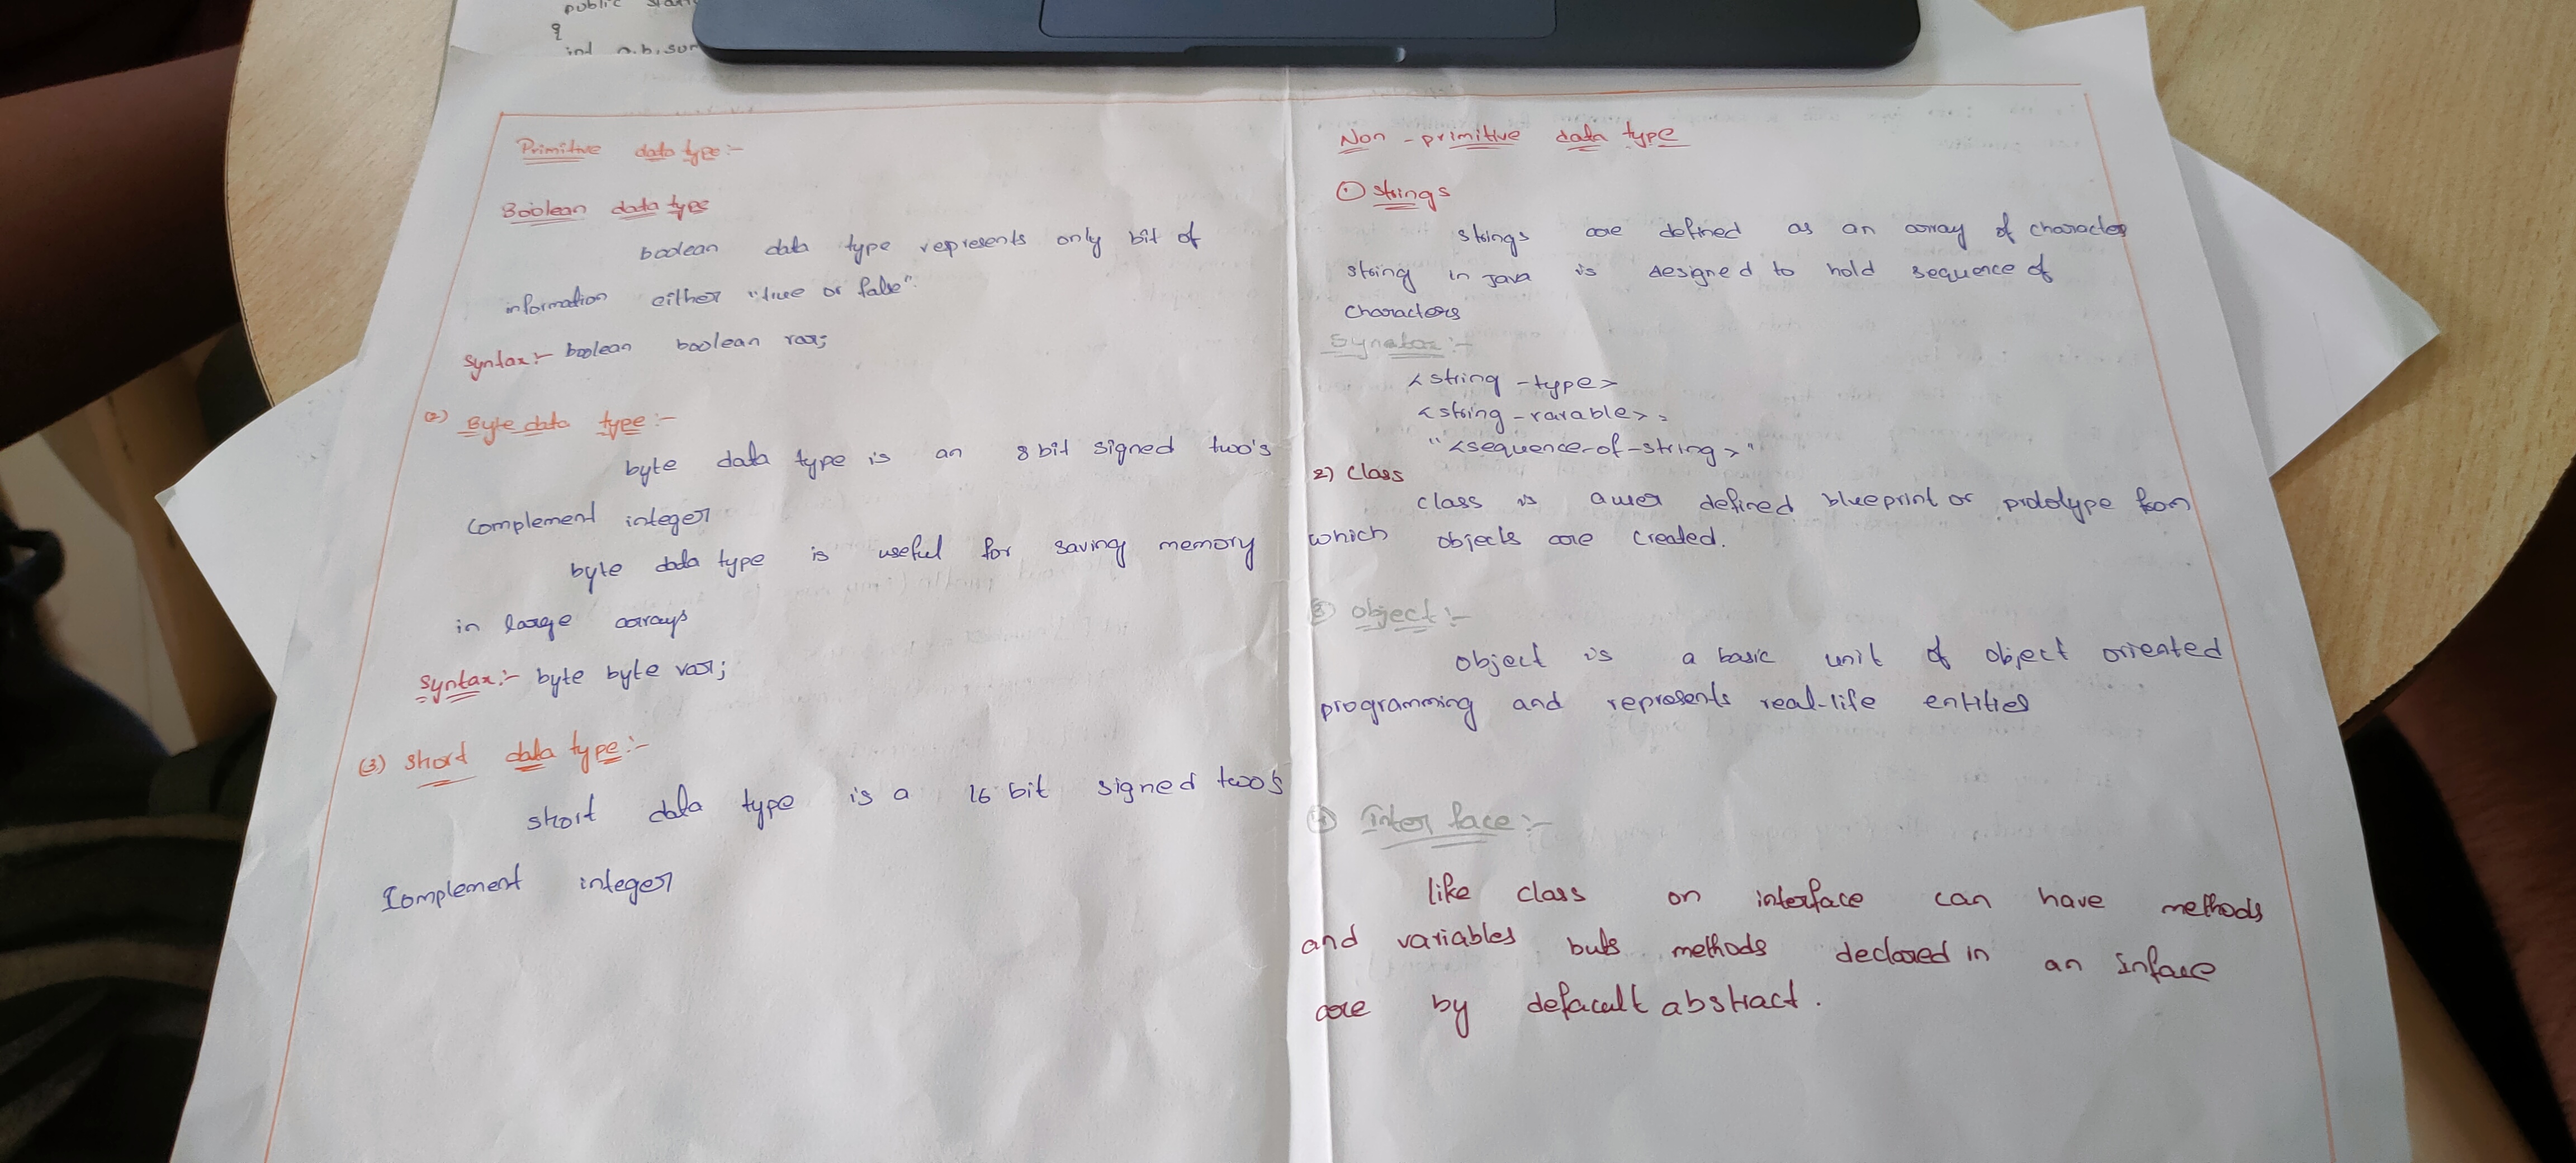 public
{
int a,b,sum
Primitive data type:-
Boolean data type
boolean data type represents only bit of
information either "true or false".
Syntax:- boolean boolean var;
(2) Byte data type:-
byte data type is an 8 bit signed two's
complement integer
byte data type is useful for saving memory
in large arrays
Syntax:- byte byte var;
(3) short data type:-
short data type is a 16 bit signed two's
Complement integer
Non-primitive data type
① strings
strings are defined as an array of character
string in Java is designed to hold sequence of
characters
Synatax:-
<string-type>
<string-varable> =
"<sequence-of-string>"
2) Class
class is a user defined blueprint or prototype from
which objects are created.
③ object:-
object is a basic unit of object oriented
programming and represents real-life entities
④ Inter face:-
like class on interface can have methods
and variables buts methods declared in an Inface
are by defacult abstract.